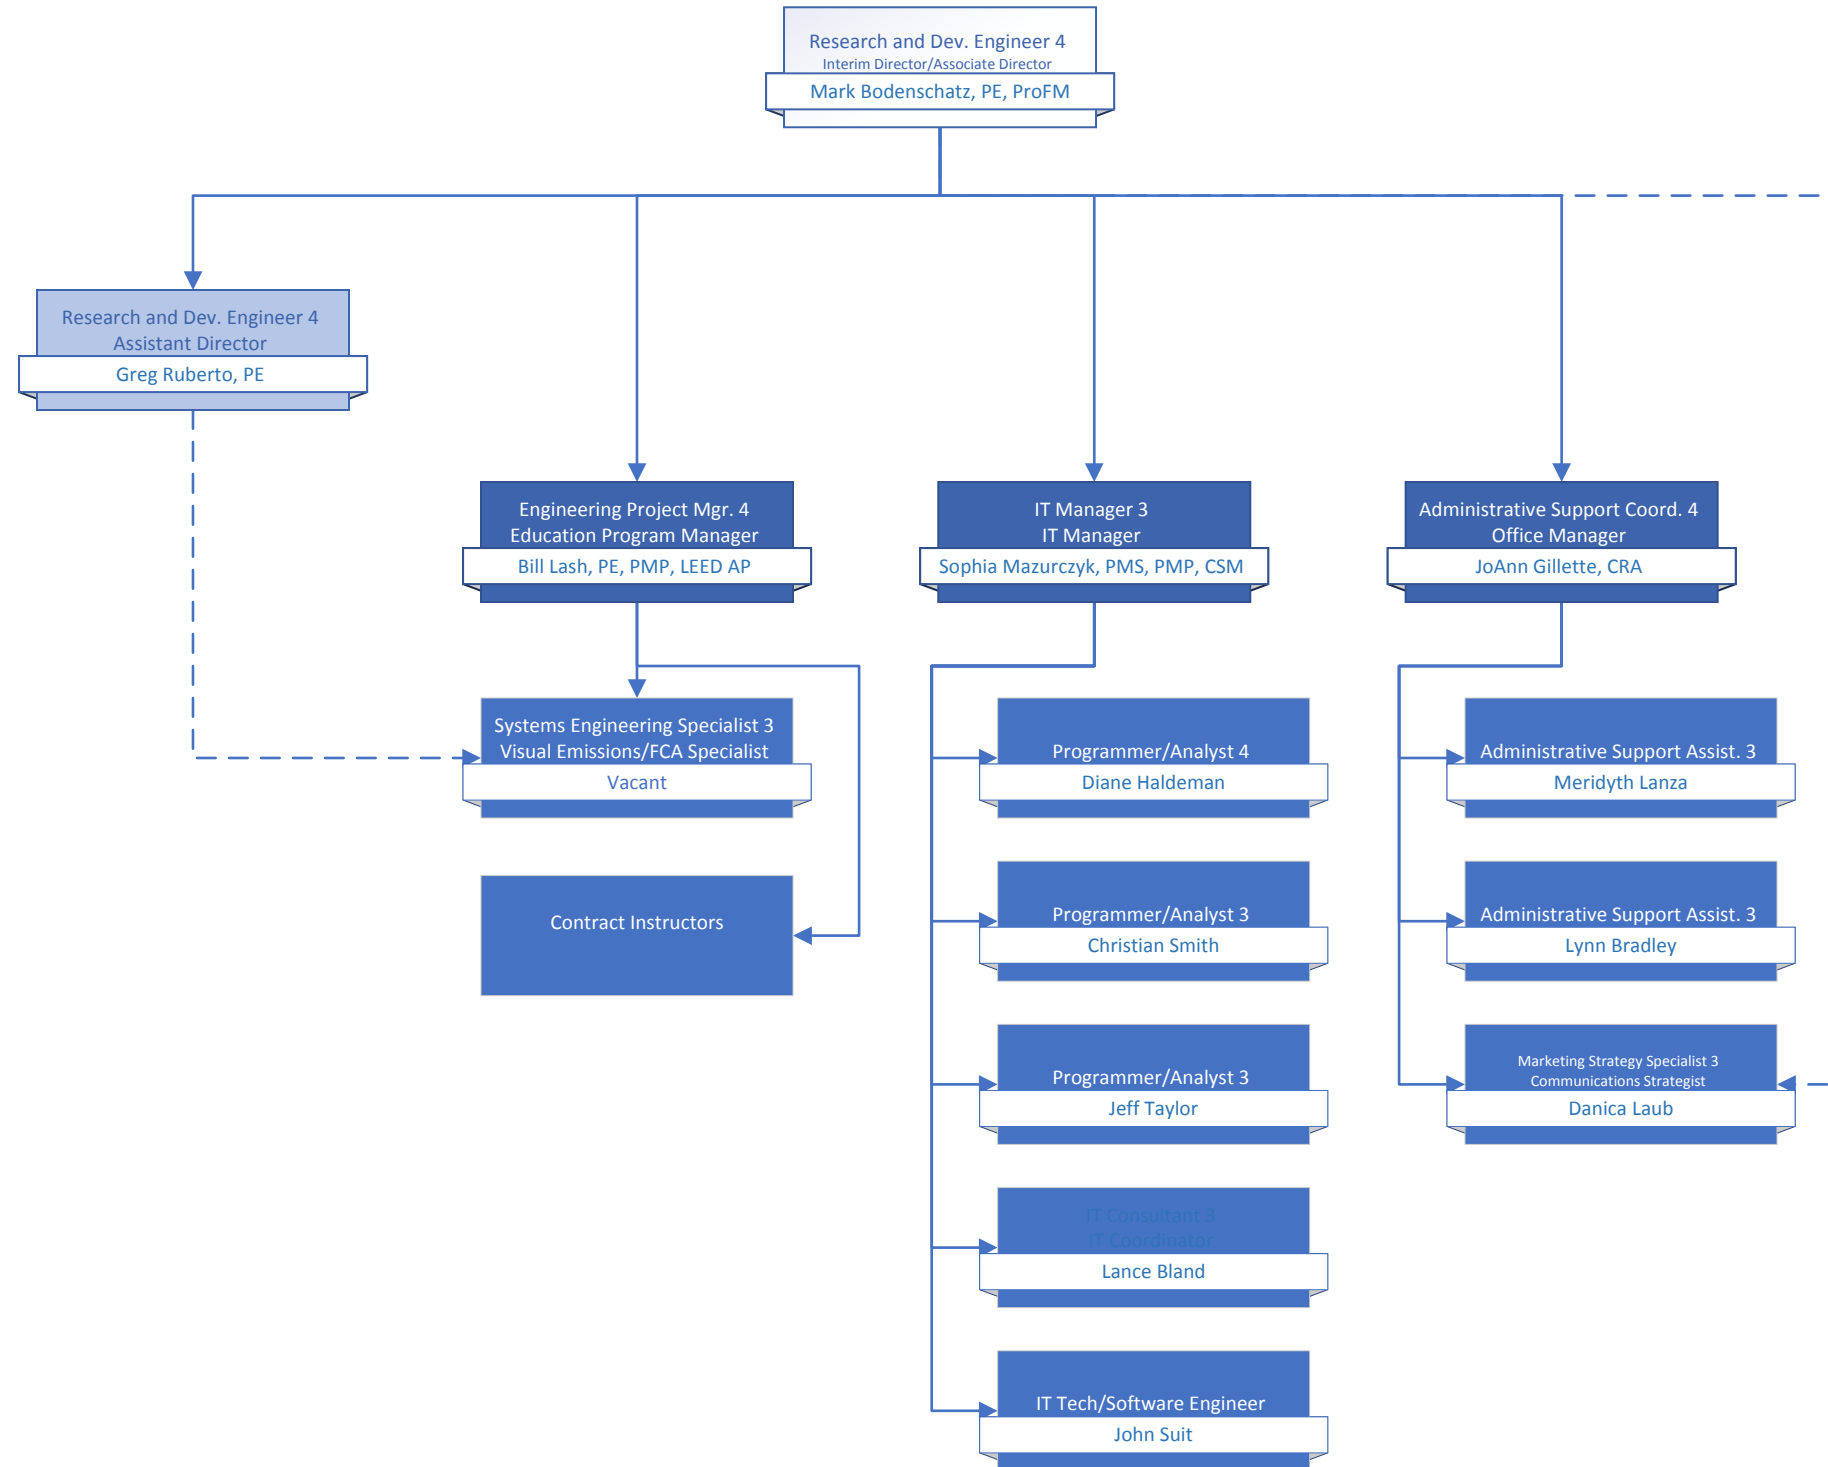 Research and Dev. Engineer 4
Interim Director/Associate Director
Mark Bodenschatz, PE, ProFM
Research and Dev. Engineer 4
Assistant Director
Greg Ruberto, PE
Engineering Project Mgr. 4
Education Program Manager
Bill Lash, PE, PMP, LEED AP
IT Manager 3
IT Manager
Sophia Mazurczyk, PMS, PMP, CSM
Administrative Support Coord. 4
Office Manager
JoAnn Gillette, CRA
Systems Engineering Specialist 3
Visual Emissions/FCA Specialist
Vacant
Contract Instructors
Programmer/Analyst 4
Diane Haldeman
Programmer/Analyst 3
Christian Smith
Programmer/Analyst 3
Jeff Taylor
IT Consultant 3
IT Coordinator
Lance Bland
IT Tech/Software Engineer
John Suit
Administrative Support Assist. 3
Meridyth Lanza
Administrative Support Assist. 3
Lynn Bradley
Marketing Strategy Specialist 3
Communications Strategist
Danica Laub